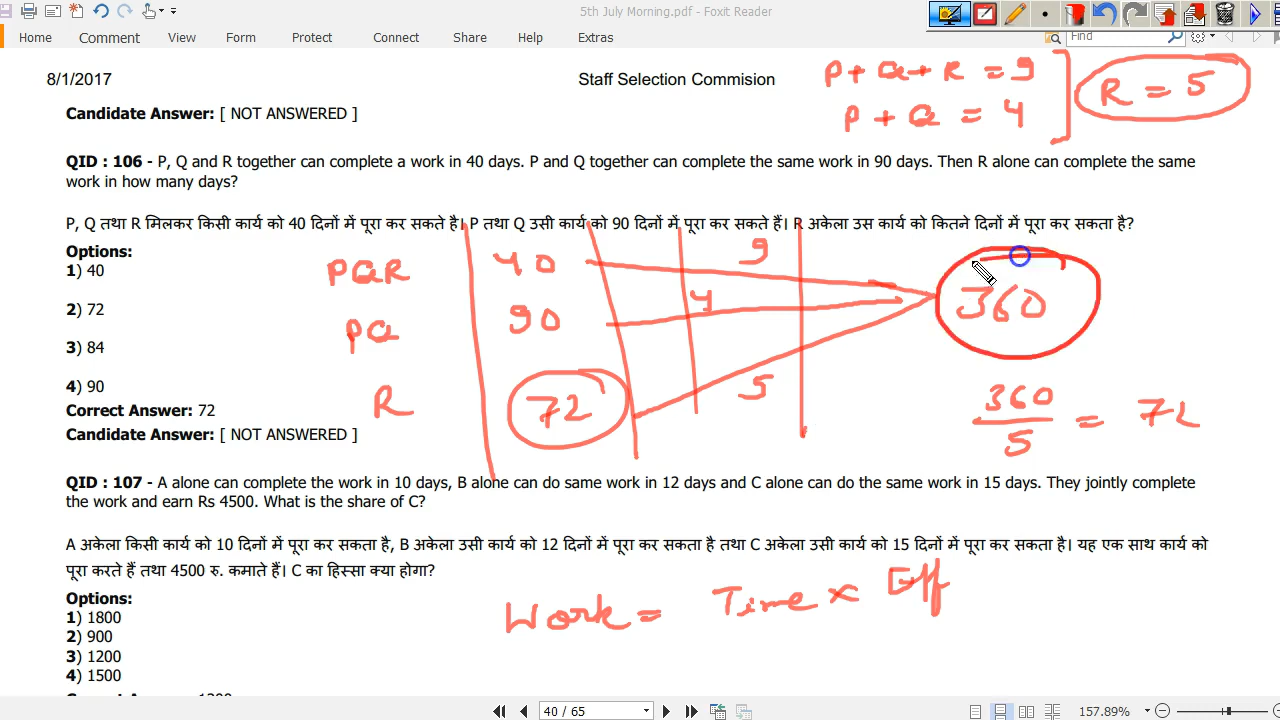 5th July Morning.pdf - Foxit Reader
Home Comment View Form Protect Connect Share Help Extras Find
8/1/2017 Staff Selection Commision
P + Q + R = 9
P + Q = 4
R = 5
Candidate Answer: [ NOT ANSWERED ]
QID : 106 - P, Q and R together can complete a work in 40 days. P and Q together can complete the same work in 90 days. Then R alone can complete the same
work in how many days?
P, Q तथा R मिलकर किसी कार्य को 40 दिनों में पूरा कर सकते है। P तथा Q उसी कार्य को 90 दिनों में पूरा कर सकते हैं। R अकेला उस कार्य को कितने दिनों में पूरा कर सकता है?
Options:
1) 40
2) 72
3) 84
4) 90
Correct Answer: 72
Candidate Answer: [ NOT ANSWERED ]
PQR 40 9
PQ 90 4 360
R 72 5
360
5 = 72
QID : 107 - A alone can complete the work in 10 days, B alone can do same work in 12 days and C alone can do the same work in 15 days. They jointly complete
the work and earn Rs 4500. What is the share of C?
A अकेला किसी कार्य को 10 दिनों में पूरा कर सकता है, B अकेला उसी कार्य को 12 दिनों में पूरा कर सकता है तथा C अकेला उसी कार्य को 15 दिनों में पूरा कर सकता है। यह एक साथ कार्य को
पूरा करते हैं तथा 4500 रु. कमाते हैं। C का हिस्सा क्या होगा?
Options:
1) 1800
2) 900
3) 1200
4) 1500
Work = Time × Eff
40 / 65 157.89%